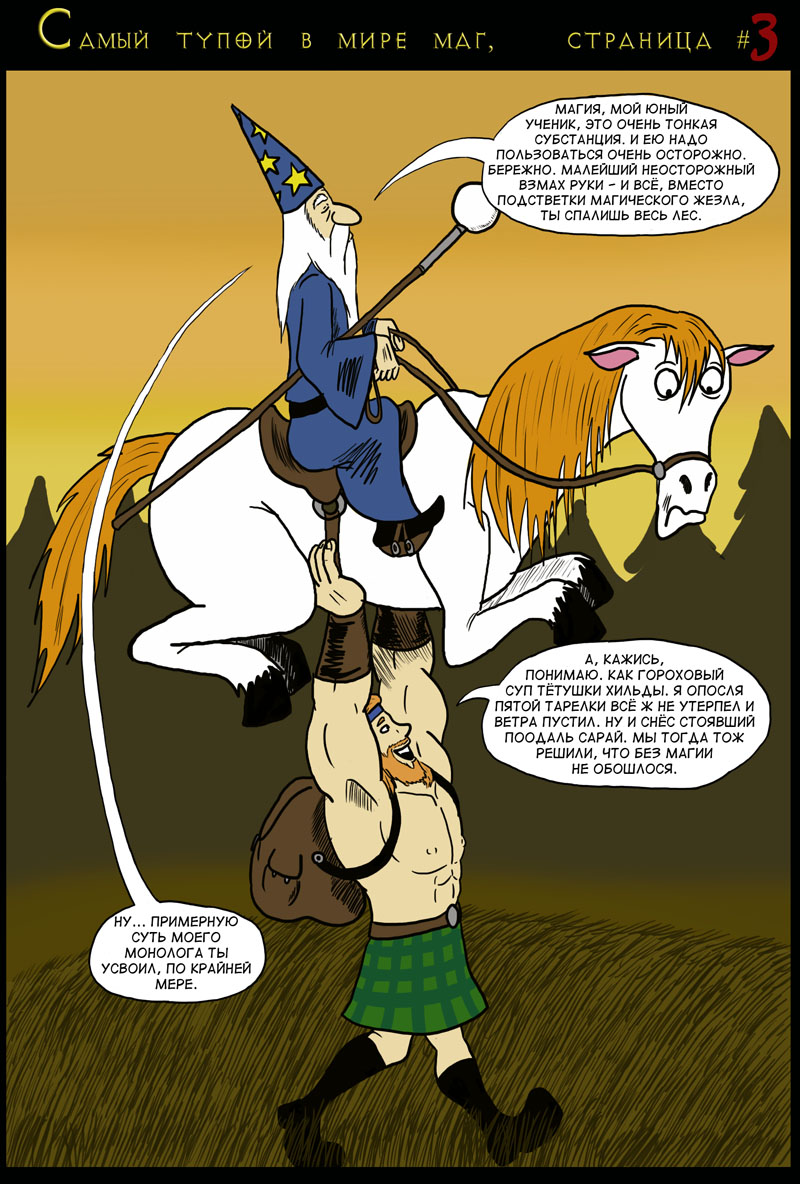 Самый тупой в мире маг, страница #3
МАГИЯ, МОЙ ЮНЫЙ
УЧЕНИК, ЭТО ОЧЕНЬ ТОНКАЯ
СУБСТАНЦИЯ. И ЕЮ НАДО
ПОЛЬЗОВАТЬСЯ ОЧЕНЬ ОСТОРОЖНО.
БЕРЕЖНО. МАЛЕЙШИЙ НЕОСТОРОЖНЫЙ
ВЗМАХ РУКИ - И ВСЁ, ВМЕСТО
ПОДСТВЕТКИ МАГИЧЕСКОГО ЖЕЗЛА,
ТЫ СПАЛИШЬ ВЕСЬ ЛЕС.
А, КАЖИСЬ,
ПОНИМАЮ. КАК ГОРОХОВЫЙ
СУП ТЁТУШКИ ХИЛЬДЫ. Я ОПОСЛЯ
ПЯТОЙ ТАРЕЛКИ ВСЁ Ж НЕ УТЕРПЕЛ И
ВЕТРА ПУСТИЛ. НУ И СНЁС СТОЯВШИЙ
ПООДАЛЬ САРАЙ. МЫ ТОГДА ТОЖ
РЕШИЛИ, ЧТО БЕЗ МАГИИ
НЕ ОБОШЛОСЯ.
НУ... ПРИМЕРНУЮ
СУТЬ МОЕГО
МОНОЛОГА ТЫ
УСВОИЛ, ПО КРАЙНЕЙ
МЕРЕ.